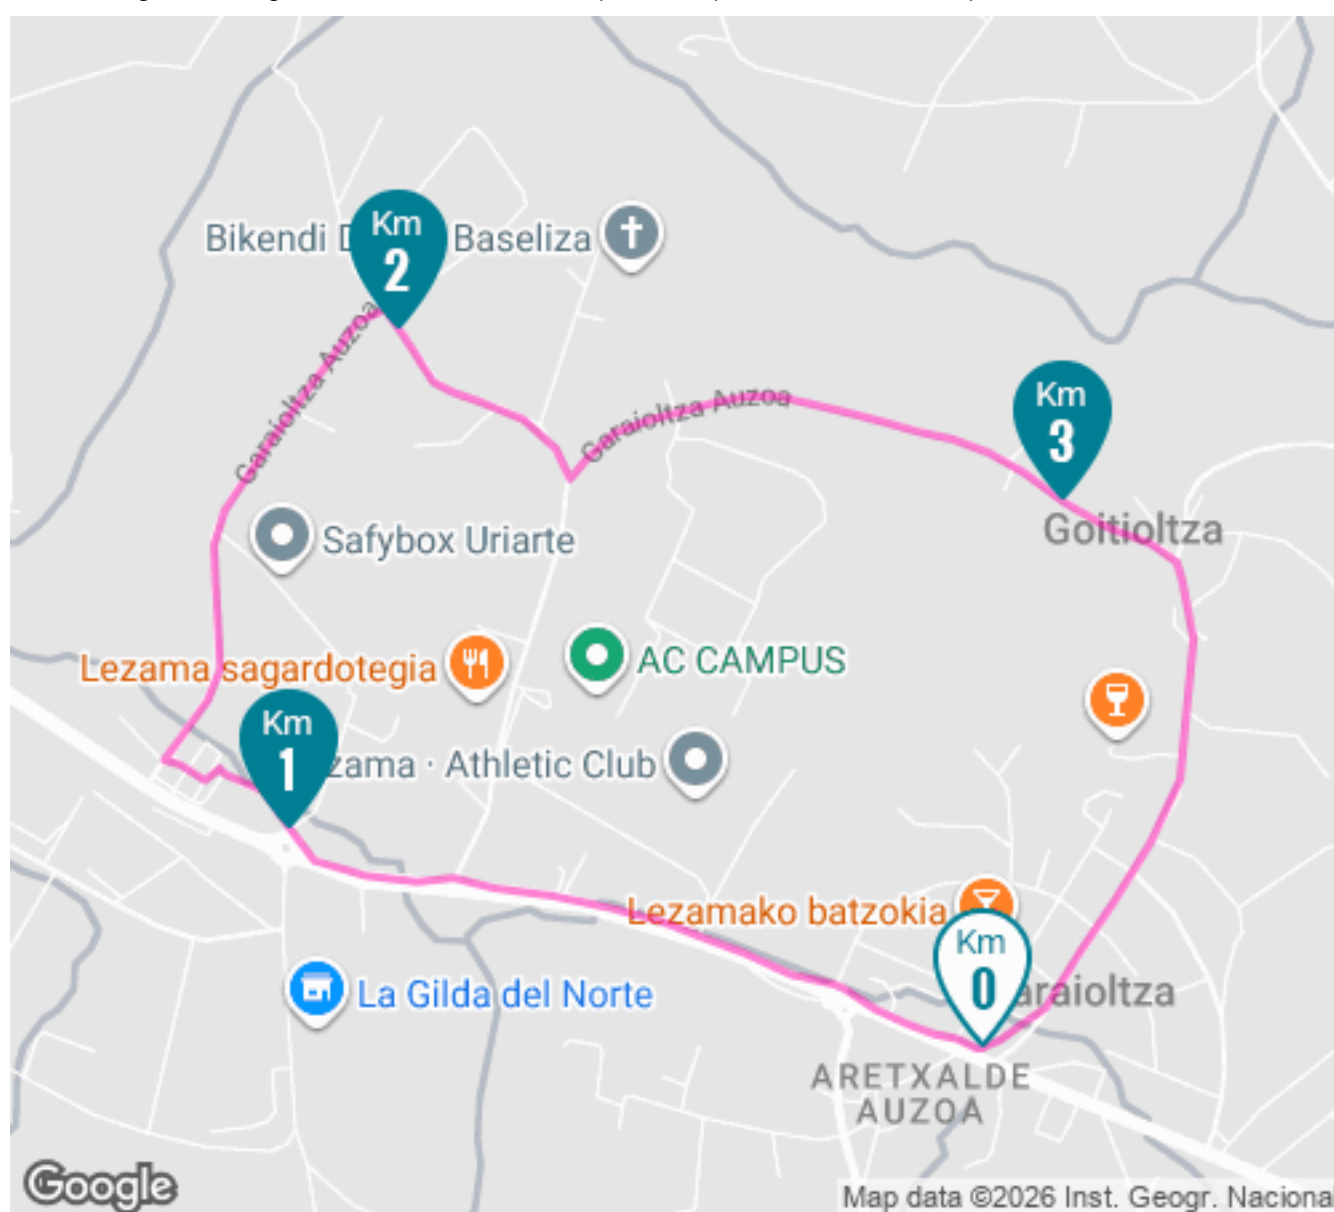 Km
2
Bikendi D Baseliza
Garaioltza Auzoa
Garaioltza Auzoa
Km
3
Goitioltza
Safybox Uriarte
Lezama sagardotegia
AC CAMPUS
Km
1
zama · Athletic Club
Lezamako batzokia
Km
0
araioltza
La Gilda del Norte
ARETXALDE
AUZOA
Google
Map data ©2026 Inst. Geogr. Nacional